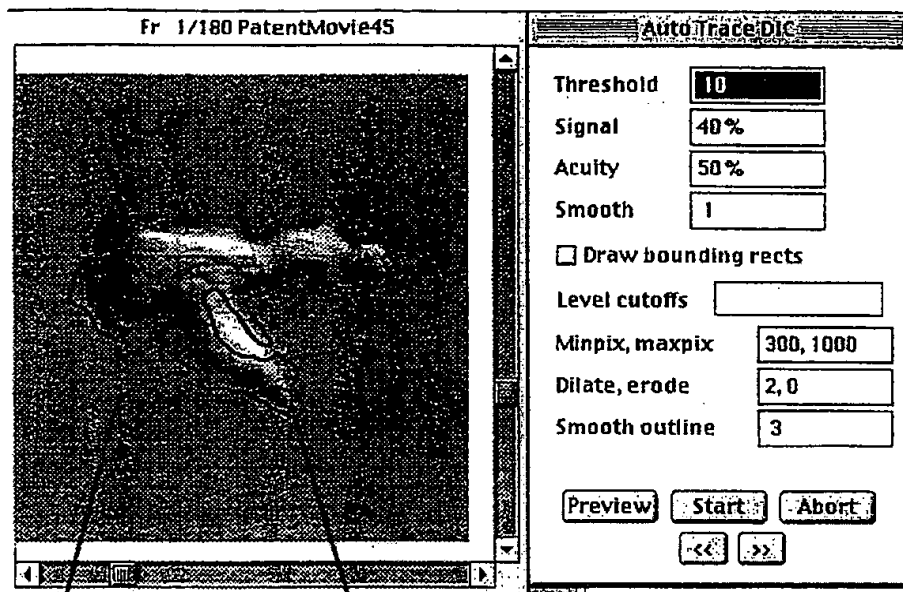 Fr 1/180 PatentMovie45
Auto Trace DIC
Threshold 10
Signal 40%
Acuity 50%
Smooth 1
Draw bounding rects
Level cutoffs
Minpix, maxpix 300, 1000
Dilate, erode 2,0
Smooth outline 3
Preview Start Abort
<< >>